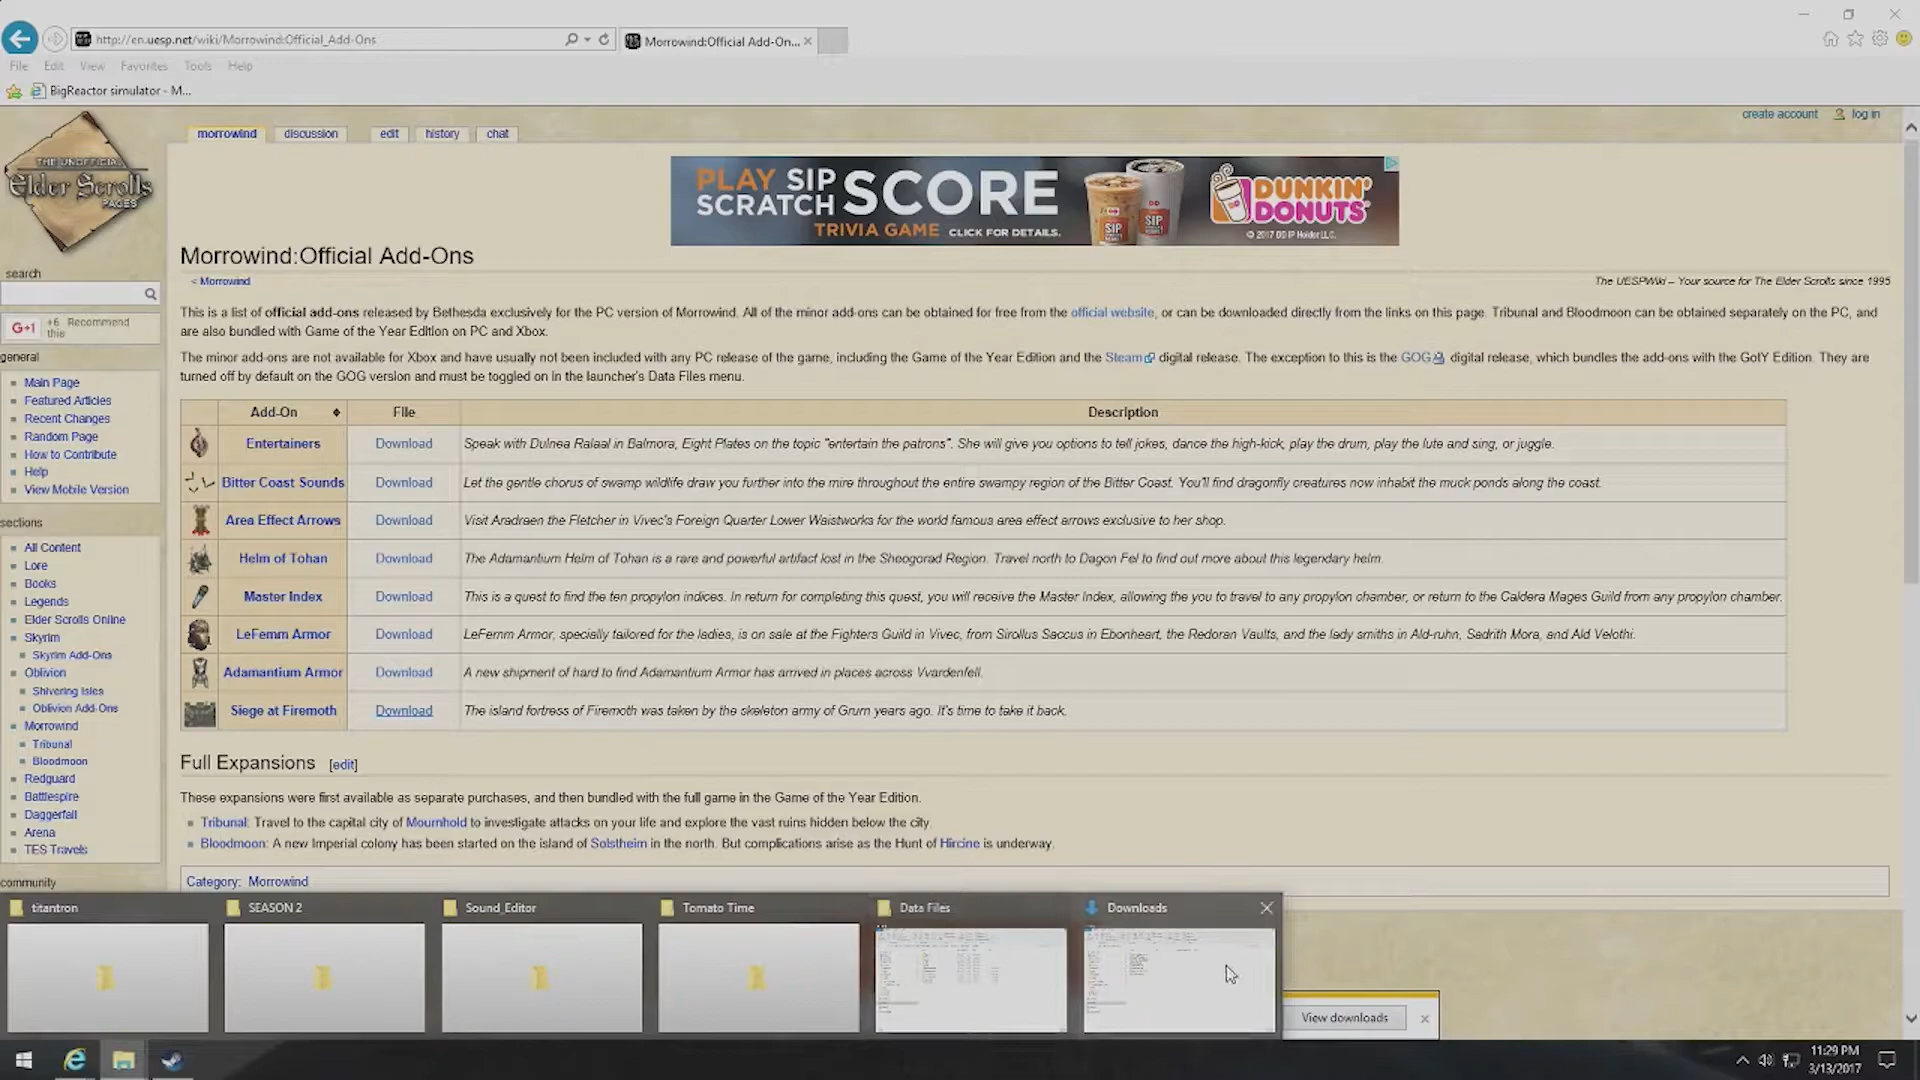 http://en.uesp.net/wiki/Morrowind:Official_Add-Ons
Morrowind:Official Add-On...
File Edit View Favorites Tools Help
BigReactor simulator - M...
create account log in
morrowind discussion edit history chat
THE UNOFFICIAL
Elder Scrolls
PAGES
PLAY SIP
SCRATCH SCORE
TRIVIA GAME CLICK FOR DETAILS.
SIP
SIP
DUNKIN'
DONUTS
© 2017 DD IP Holder LLC.
Morrowind:Official Add-Ons
< Morrowind
The UESPWiki – Your source for The Elder Scrolls since 1995
This is a list of official add-ons released by Bethesda exclusively for the PC version of Morrowind. All of the minor add-ons can be obtained for free from the official website, or can be downloaded directly from the links on this page. Tribunal and Bloodmoon can be obtained separately on the PC, and
are also bundled with Game of the Year Edition on PC and Xbox.
The minor add-ons are not available for Xbox and have usually not been included with any PC release of the game, including the Game of the Year Edition and the Steam digital release. The exception to this is the GOG digital release, which bundles the add-ons with the GotY Edition. They are
turned off by default on the GOG version and must be toggled on in the launcher's Data Files menu.
Add-On File Description
Entertainers Download Speak with Dulnea Ralaal in Balmora, Eight Plates on the topic "entertain the patrons". She will give you options to tell jokes, dance the high-kick, play the drum, play the lute and sing, or juggle.
Bitter Coast Sounds Download Let the gentle chorus of swamp wildlife draw you further into the mire throughout the entire swampy region of the Bitter Coast. You'll find dragonfly creatures now inhabit the muck ponds along the coast.
Area Effect Arrows Download Visit Aradraen the Fletcher in Vivec's Foreign Quarter Lower Waistworks for the world famous area effect arrows exclusive to her shop.
Helm of Tohan Download The Adamantium Helm of Tohan is a rare and powerful artifact lost in the Sheogorad Region. Travel north to Dagon Fel to find out more about this legendary helm.
Master Index Download This is a quest to find the ten propylon indices. In return for completing this quest, you will receive the Master Index, allowing the you to travel to any propylon chamber, or return to the Caldera Mages Guild from any propylon chamber.
LeFemm Armor Download LeFemm Armor, specially tailored for the ladies, is on sale at the Fighters Guild in Vivec, from Sirollus Saccus in Ebonheart, the Redoran Vaults, and the lady smiths in Ald-ruhn, Sadrith Mora, and Ald Velothi.
Adamantium Armor Download A new shipment of hard to find Adamantium Armor has arrived in places across Vvardenfell.
Siege at Firemoth Download The island fortress of Firemoth was taken by the skeleton army of Grurn years ago. It's time to take it back.
Full Expansions [edit]
These expansions were first available as separate purchases, and then bundled with the full game in the Game of the Year Edition.
Tribunal: Travel to the capital city of Mournhold to investigate attacks on your life and explore the vast ruins hidden below the city.
Bloodmoon: A new Imperial colony has been started on the island of Solstheim in the north. But complications arise as the Hunt of Hircine is underway.
Category: Morrowind
search
G+1 +6 Recommend
this
general
Main Page
Featured Articles
Recent Changes
Random Page
How to Contribute
Help
View Mobile Version
sections
All Content
Lore
Books
Legends
Elder Scrolls Online
Skyrim
Skyrim Add-Ons
Oblivion
Shivering Isles
Oblivion Add-Ons
Morrowind
Tribunal
Bloodmoon
Redguard
Battlespire
Daggerfall
Arena
TES Travels
community
titantron SEASON 2 Sound_Editor Tomato Time Data Files Downloads
View downloads
11:29 PM
3/13/2017